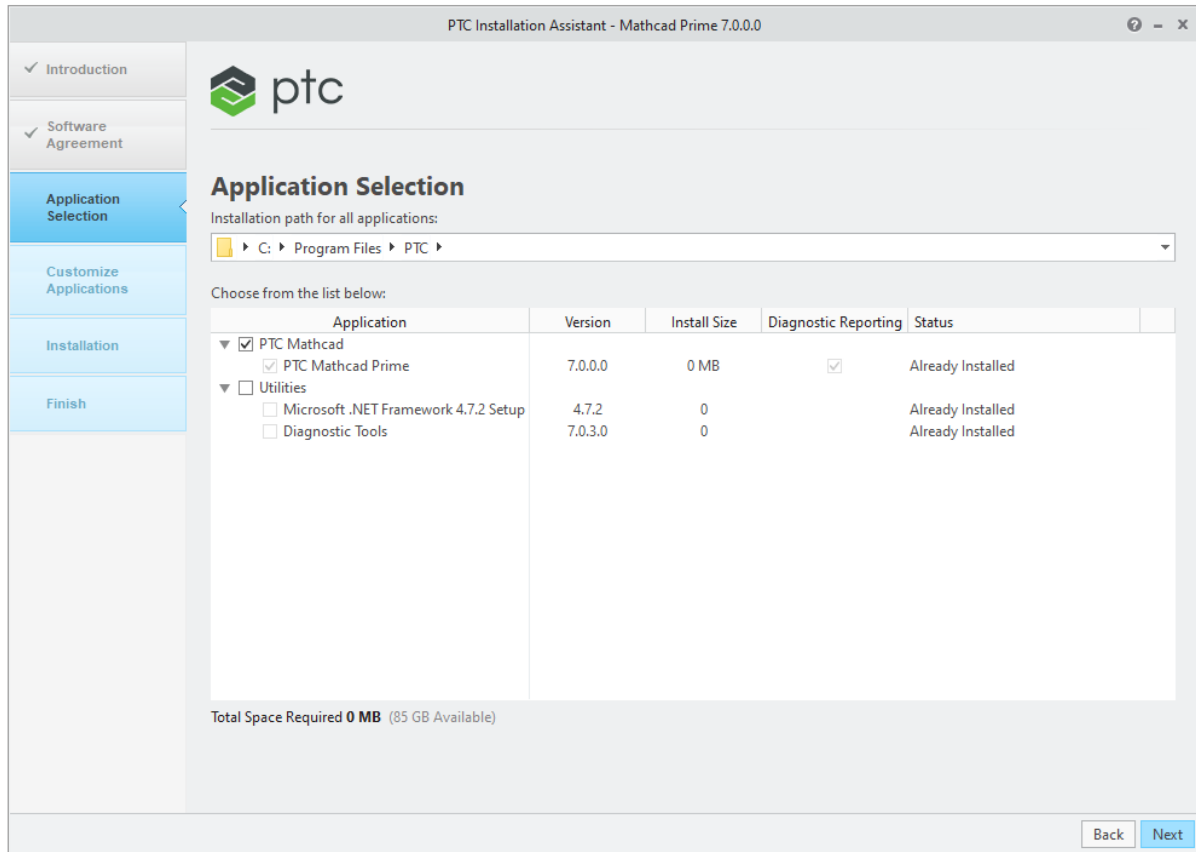 PTC Installation Assistant - Mathcad Prime 7.0.0.0
Introduction
Software
Agreement
Application
Selection
Customize
Applications
Installation
Finish
ptc
Application Selection
Installation path for all applications:
C: Program Files PTC
Choose from the list below:
Application Version Install Size Diagnostic Reporting Status
PTC Mathcad
PTC Mathcad Prime 7.0.0.0 0 MB Already Installed
Utilities
Microsoft .NET Framework 4.7.2 Setup 4.7.2 0 Already Installed
Diagnostic Tools 7.0.3.0 0 Already Installed
Total Space Required 0 MB (85 GB Available)
Back Next